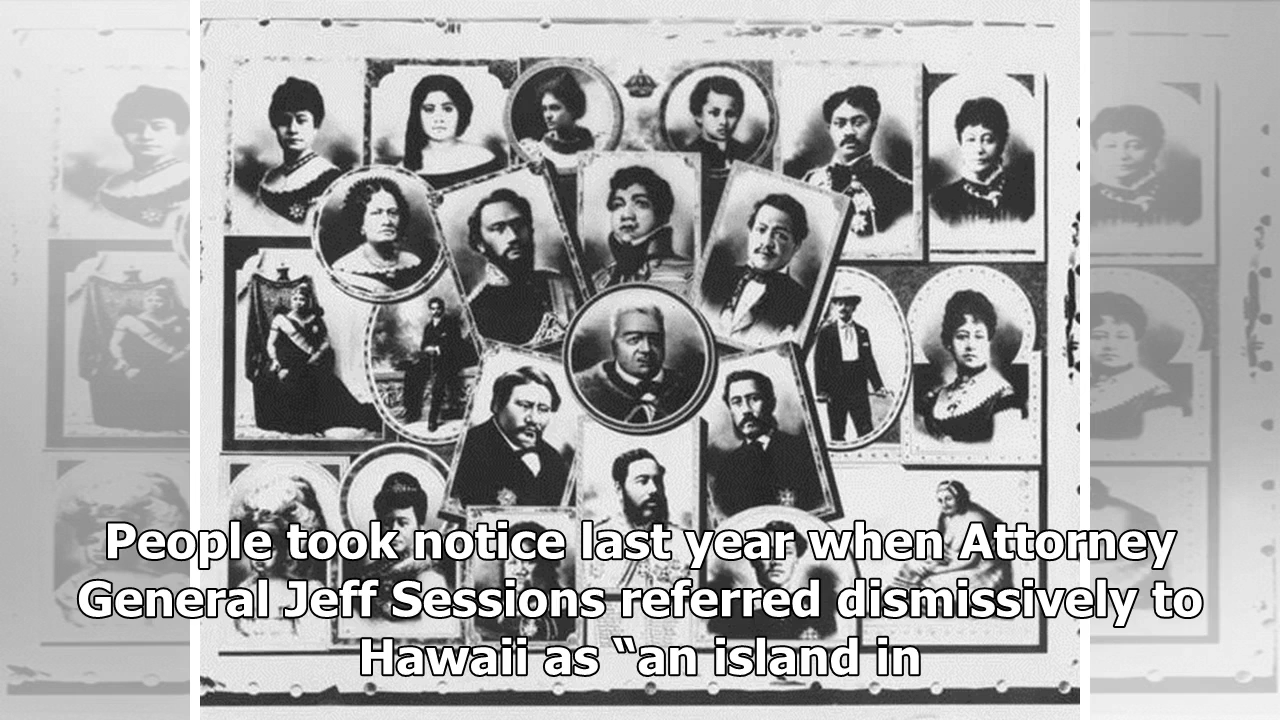 People took notice last year when Attorney
General Jeff Sessions referred dismissively to
Hawaii as “an island in